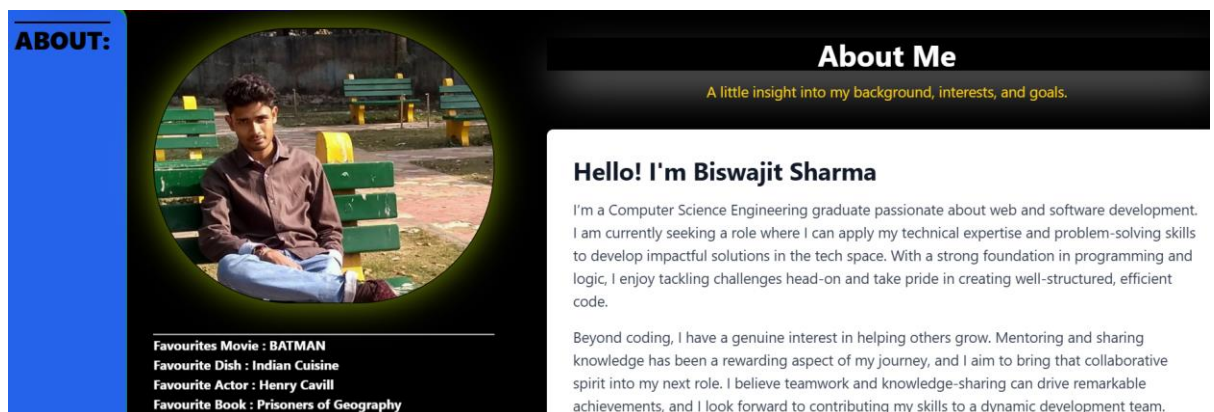 ABOUT:
Favourites Movie : BATMAN
Favourite Dish : Indian Cuisine
Favourite Actor : Henry Cavill
Favourite Book : Prisoners of Geography
About Me
A little insight into my background, interests, and goals.
Hello! I'm Biswajit Sharma
I'm a Computer Science Engineering graduate passionate about web and software development.
I am currently seeking a role where I can apply my technical expertise and problem-solving skills
to develop impactful solutions in the tech space. With a strong foundation in programming and
logic, I enjoy tackling challenges head-on and take pride in creating well-structured, efficient
code.
Beyond coding, I have a genuine interest in helping others grow. Mentoring and sharing
knowledge has been a rewarding aspect of my journey, and I aim to bring that collaborative
spirit into my next role. I believe teamwork and knowledge-sharing can drive remarkable
achievements, and I look forward to contributing my skills to a dynamic development team.